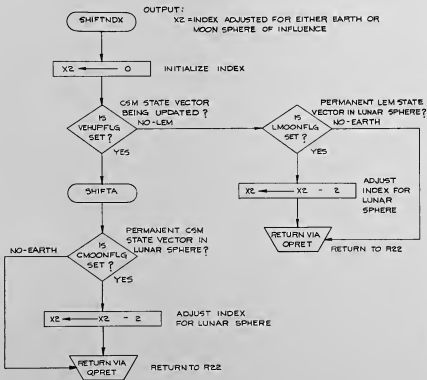 OUTPUT:
X2 = INDEX ADJUSTED FOR EITHER EARTH OR
MOON SPHERE OF INFLUENCE
SHIFTNDX
X2 ← 0
INITIALIZE INDEX
CSM STATE VECTOR
BEING UPDATED?
NO-LEM
IS
VEHUPFLG
SET?
YES
PERMANENT LEM STATE
VECTOR IN LUNAR SPHERE?
NO-EARTH
IS
LMOONFLG
SET?
YES
X2 ← X2 - 2
ADJUST
INDEX FOR
LUNAR
SPHERE
RETURN VIA
QPRET
RETURN TO R22
SHIFTA
PERMANENT CSM
STATE VECTOR IN
LUNAR SPHERE?
NO-EARTH
IS
CMOONFLG
SET?
YES
X2 ← X2 - 2
ADJUST INDEX
FOR LUNAR SPHERE
RETURN VIA
QPRET
RETURN TO R22